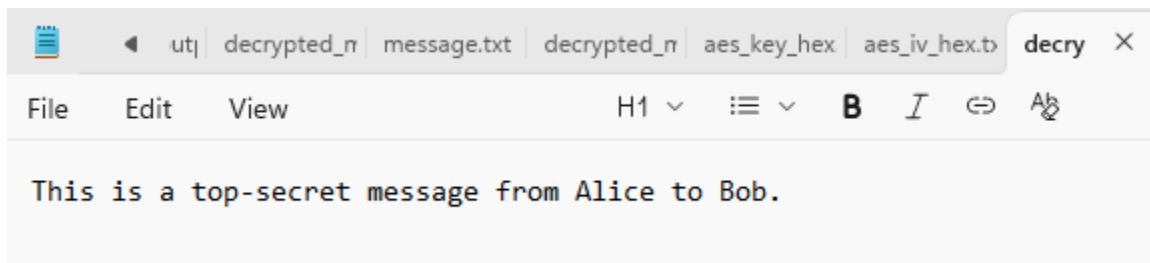 decrypted_m message.txt decrypted_m aes_key_hex aes_iv_hex.t decry
File Edit View H1 B I
This is a top-secret message from Alice to Bob.